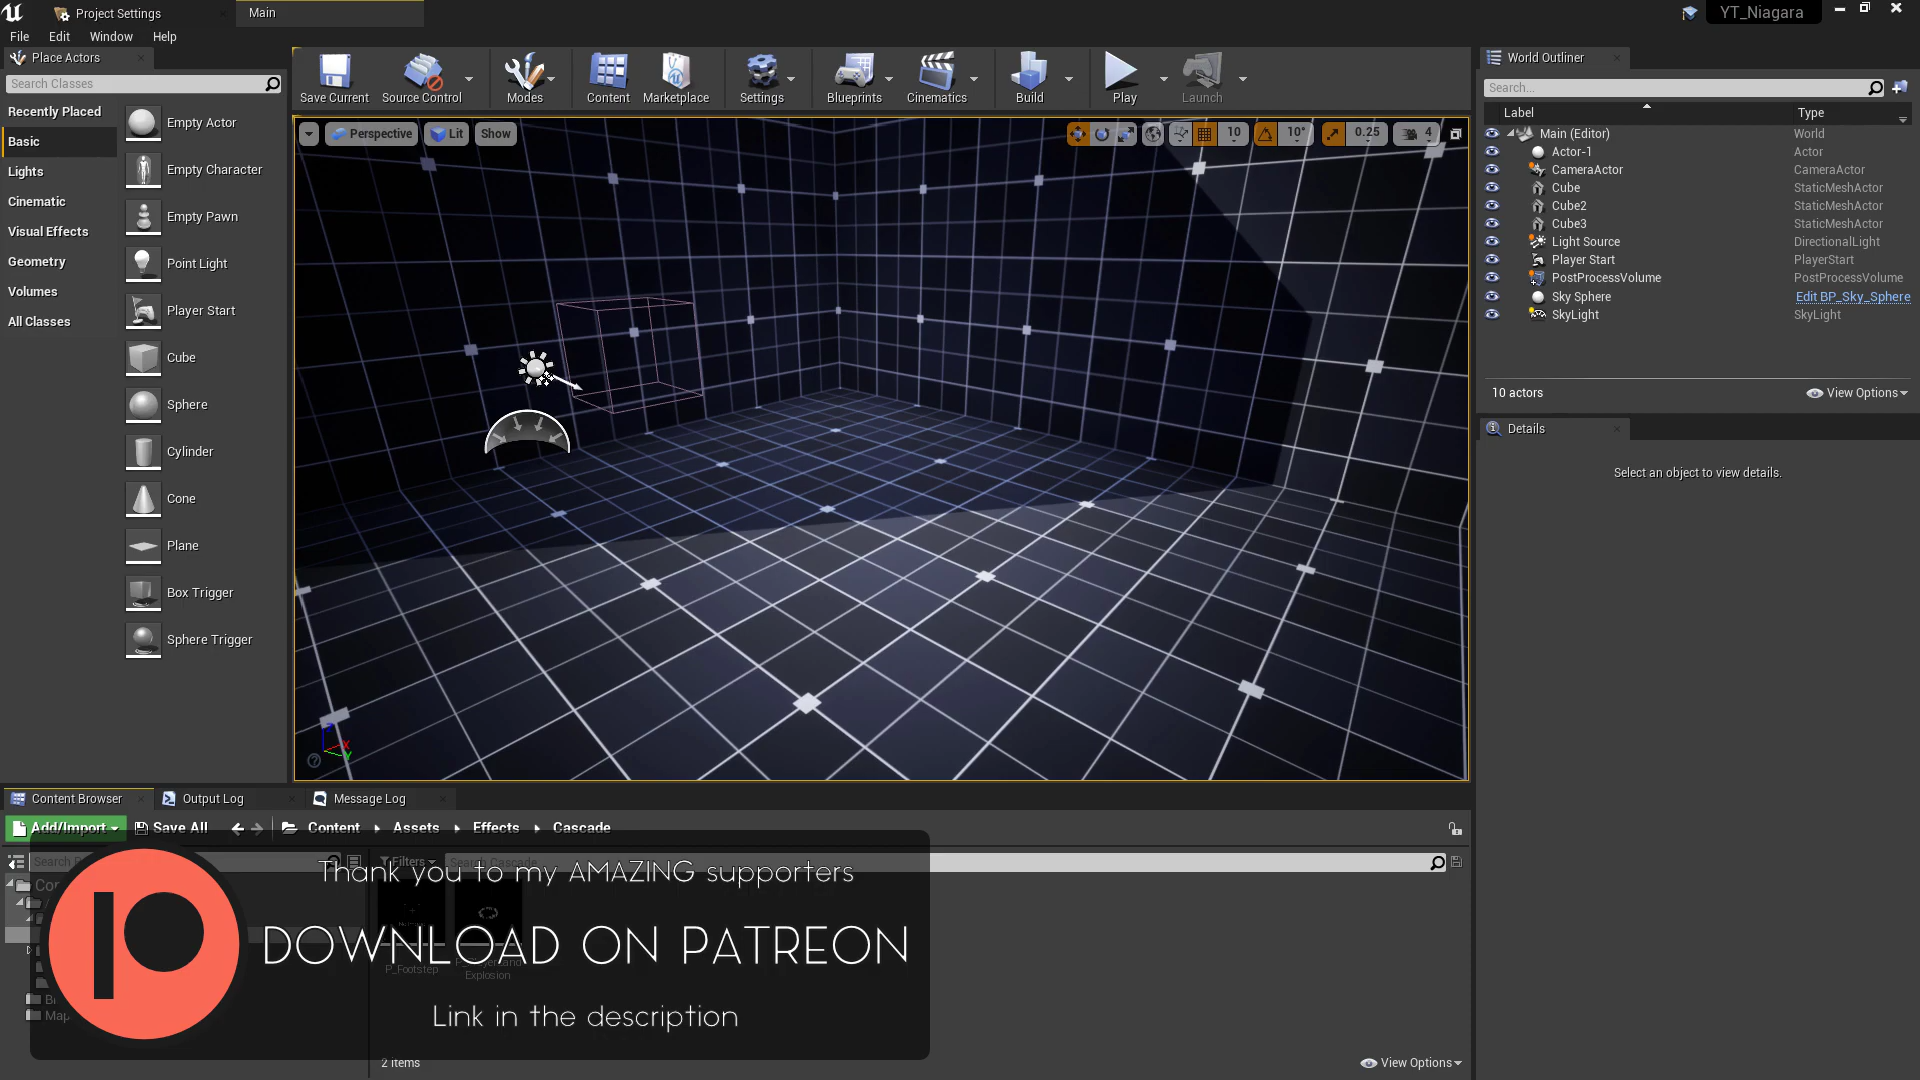 Project Settings
Main
YT_Niagara
File
Edit
Window
Help
Place Actors
Search Classes
Recently Placed
Basic
Lights
Cinematic
Visual Effects
Geometry
Volumes
All Classes
Empty Actor
Empty Character
Empty Pawn
Point Light
Player Start
Cube
Sphere
Cylinder
Cone
Plane
Box Trigger
Sphere Trigger
Save Current
Source Control
Modes
Content
Marketplace
Settings
Blueprints
Cinematics
Build
Play
Launch
Perspective
Lit
Show
10
10°
0.25
4
World Outliner
Search...
Label
Type
Main (Editor)
World
Actor-1
Actor
CameraActor
CameraActor
Cube
StaticMeshActor
Cube2
StaticMeshActor
Cube3
StaticMeshActor
Light Source
DirectionalLight
Player Start
PlayerStart
PostProcessVolume
PostProcessVolume
Sky Sphere
Edit BP_Sky_Sphere
SkyLight
SkyLight
10 actors
View Options
Details
Select an object to view details.
Content Browser
Output Log
Message Log
Add/Import
Save All
Content
Assets
Effects
Cascade
Filters
Search Cascade
Thank you to my AMAZING supporters
DOWNLOAD ON PATREON
Link in the description
P_Footstep
Explosion
2 items
View Options